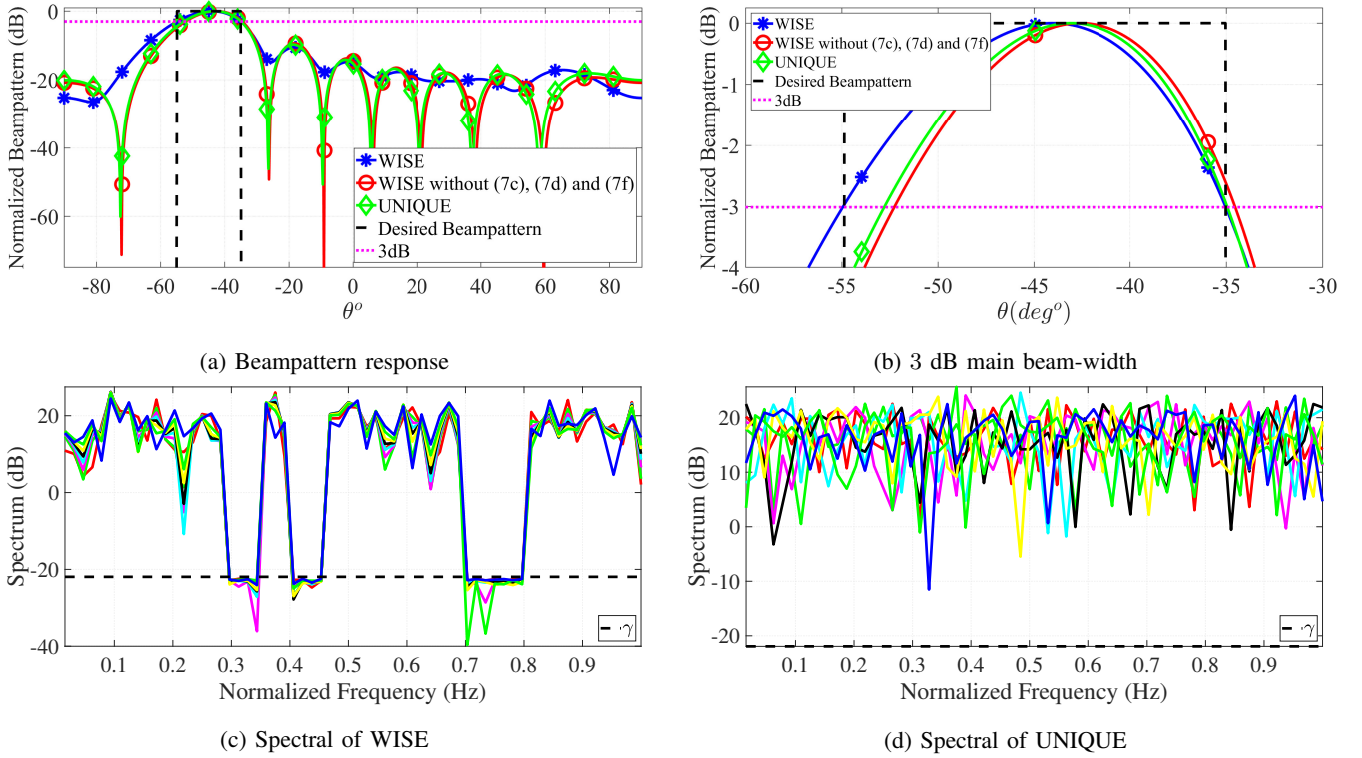 Normalized Beampattern (dB)
0
-20
-40
-60
WISE
WISE without (7c), (7d) and (7f)
UNIQUE
Desired Beampattern
3dB
-80 -60 -40 -20 0 20 40 60 80
θ°
(a) Beampattern response
Normalized Beampattern (dB)
0
-1
-2
-3
-4
WISE
WISE without (7c), (7d) and (7f)
UNIQUE
Desired Beampattern
3dB
-60 -55 -50 -45 -40 -35 -30
θ(deg°)
(b) 3 dB main beam-width
Spectrum (dB)
20
0
-20
-40
γ
0.1 0.2 0.3 0.4 0.5 0.6 0.7 0.8 0.9
Normalized Frequency (Hz)
(c) Spectral of WISE
Spectrum (dB)
20
10
0
-10
-20
γ
0.1 0.2 0.3 0.4 0.5 0.6 0.7 0.8 0.9
Normalized Frequency (Hz)
(d) Spectral of UNIQUE